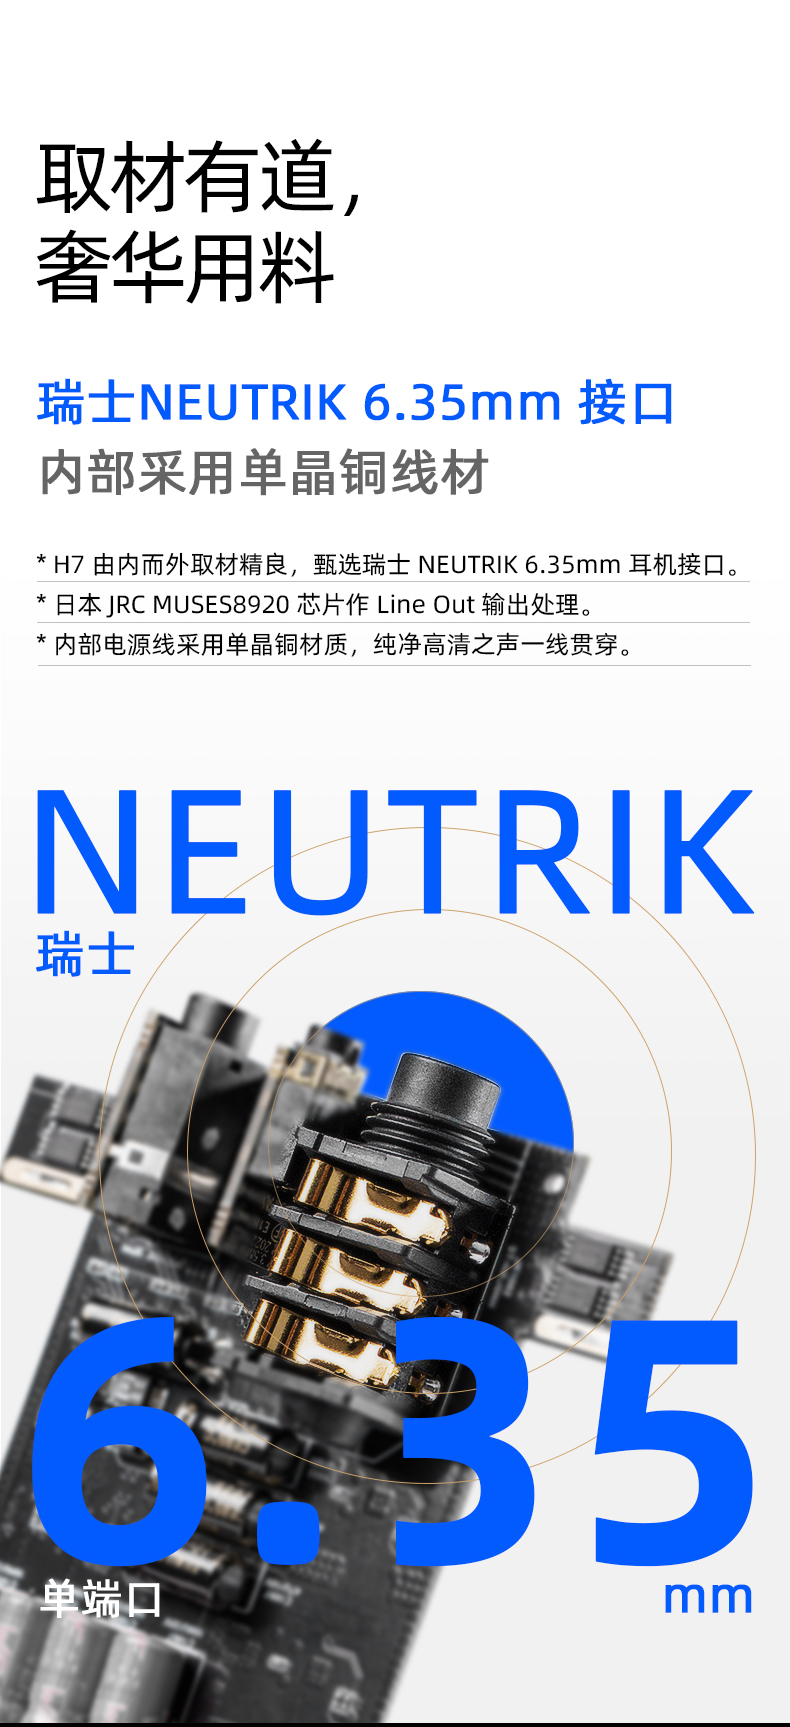 取材有道，
奢华用料
瑞士NEUTRIK 6.35mm 接口
内部采用单晶铜线材
* H7 由内而外取材精良，甄选瑞士 NEUTRIK 6.35mm 耳机接口。
* 日本 JRC MUSES8920 芯片作 Line Out 输出处理。
* 内部电源线采用单晶铜材质，纯净高清之声一线贯穿。
NEUTRIK
瑞士
6.35
单端口
mm